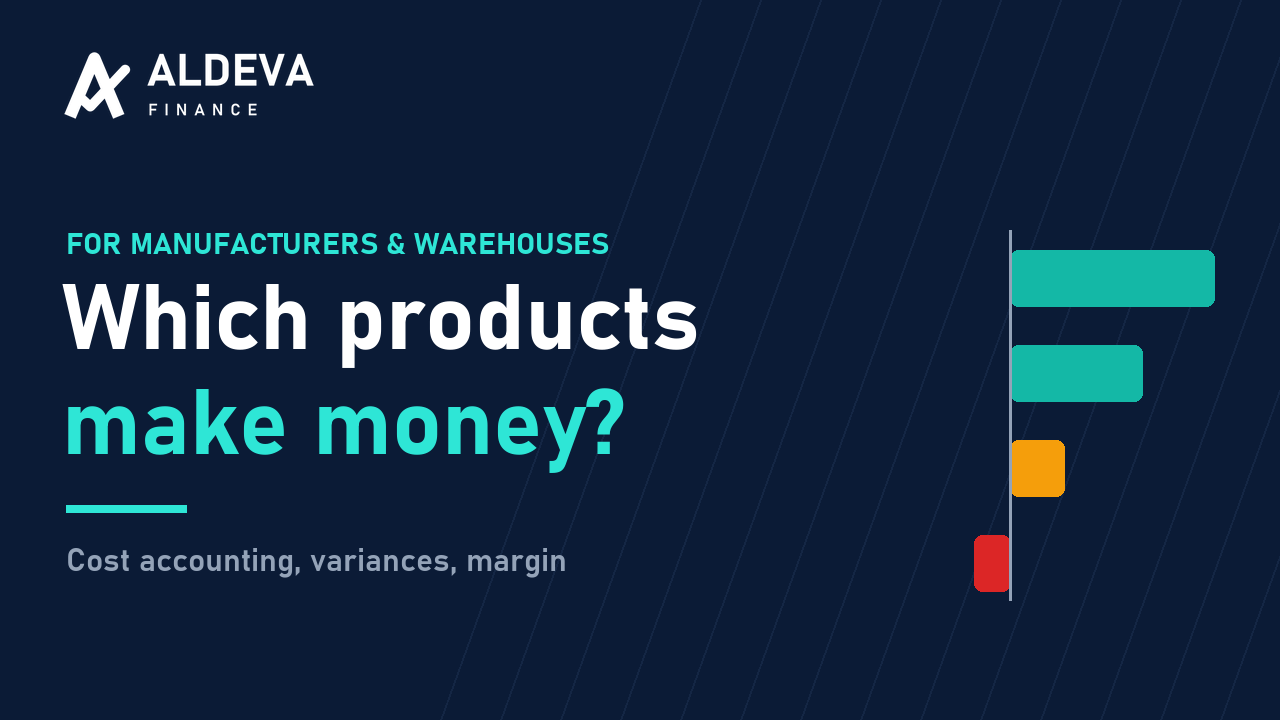 ALDEVA
FINANCE
FOR MANUFACTURERS & WAREHOUSES
Which products
make money?
Cost accounting, variances, margin